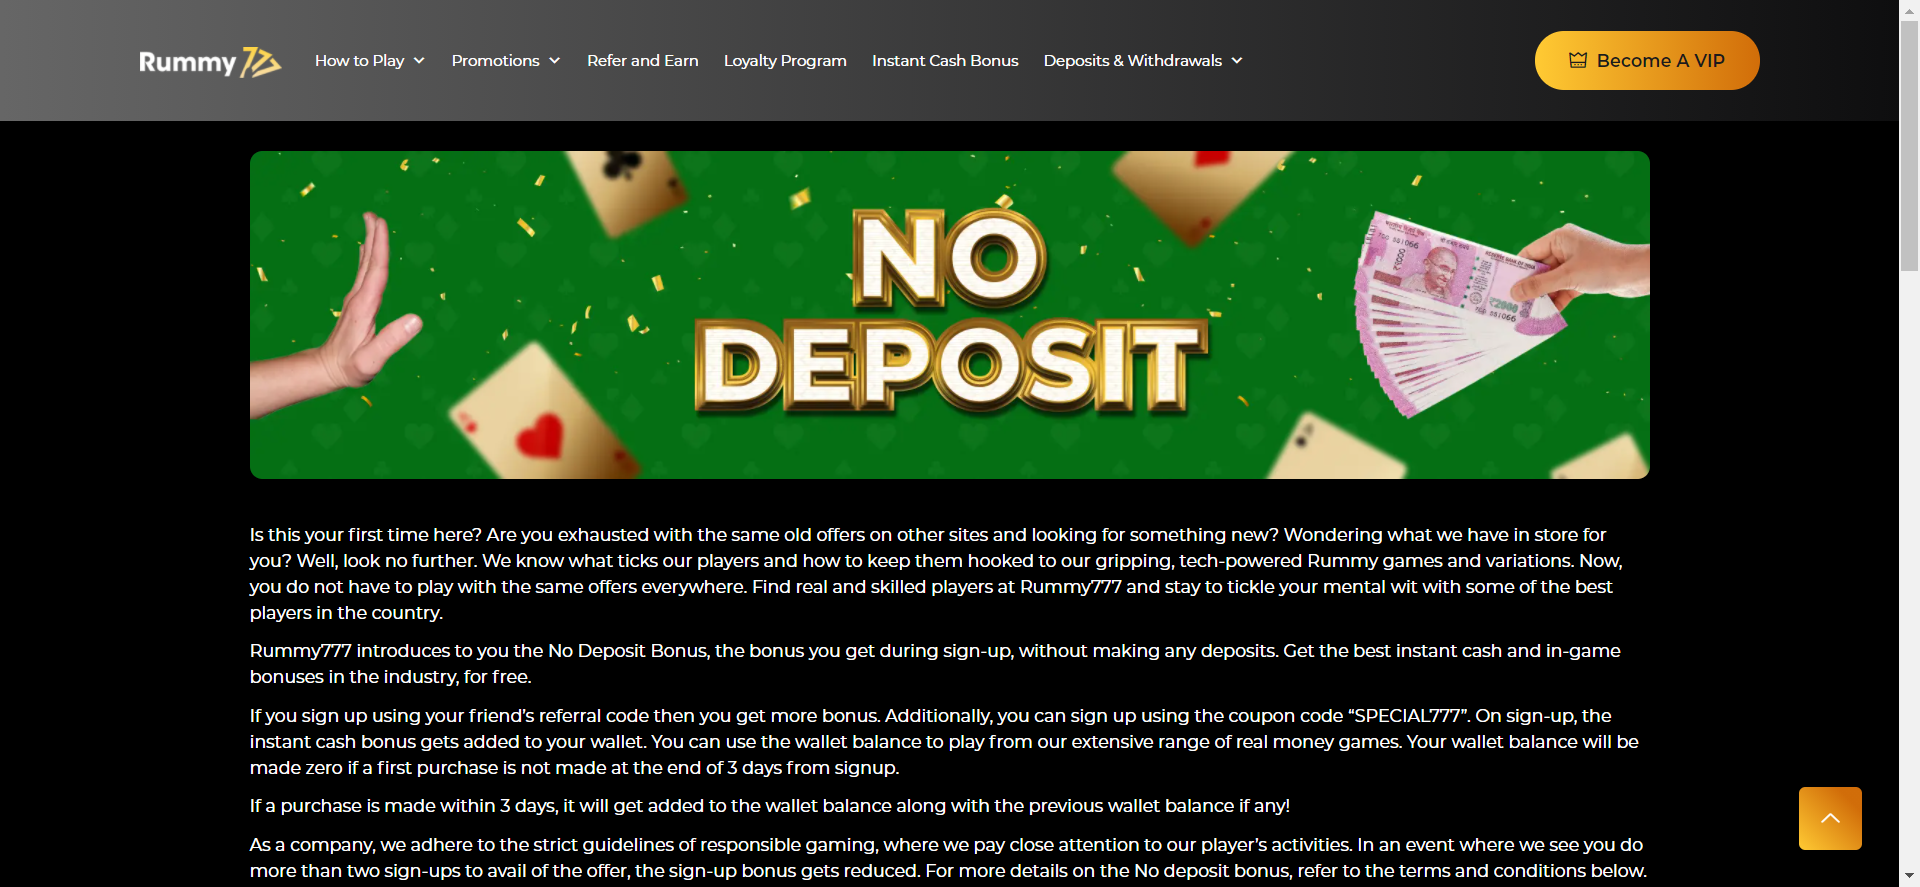 Rummy 77
How to Play
Promotions
Refer and Earn
Loyalty Program
Instant Cash Bonus
Deposits & Withdrawals
Become A VIP
NO
DEPOSIT
Is this your first time here? Are you exhausted with the same old offers on other sites and looking for something new? Wondering what we have in store for
you? Well, look no further. We know what ticks our players and how to keep them hooked to our gripping, tech-powered Rummy games and variations. Now,
you do not have to play with the same offers everywhere. Find real and skilled players at Rummy777 and stay to tickle your mental wit with some of the best
players in the country.
Rummy777 introduces to you the No Deposit Bonus, the bonus you get during sign-up, without making any deposits. Get the best instant cash and in-game
bonuses in the industry, for free.
If you sign up using your friend’s referral code then you get more bonus. Additionally, you can sign up using the coupon code “SPECIAL777”. On sign-up, the
instant cash bonus gets added to your wallet. You can use the wallet balance to play from our extensive range of real money games. Your wallet balance will be
made zero if a first purchase is not made at the end of 3 days from signup.
If a purchase is made within 3 days, it will get added to the wallet balance along with the previous wallet balance if any!
As a company, we adhere to the strict guidelines of responsible gaming, where we pay close attention to our player’s activities. In an event where we see you do
more than two sign-ups to avail of the offer, the sign-up bonus gets reduced. For more details on the No deposit bonus, refer to the terms and conditions below.